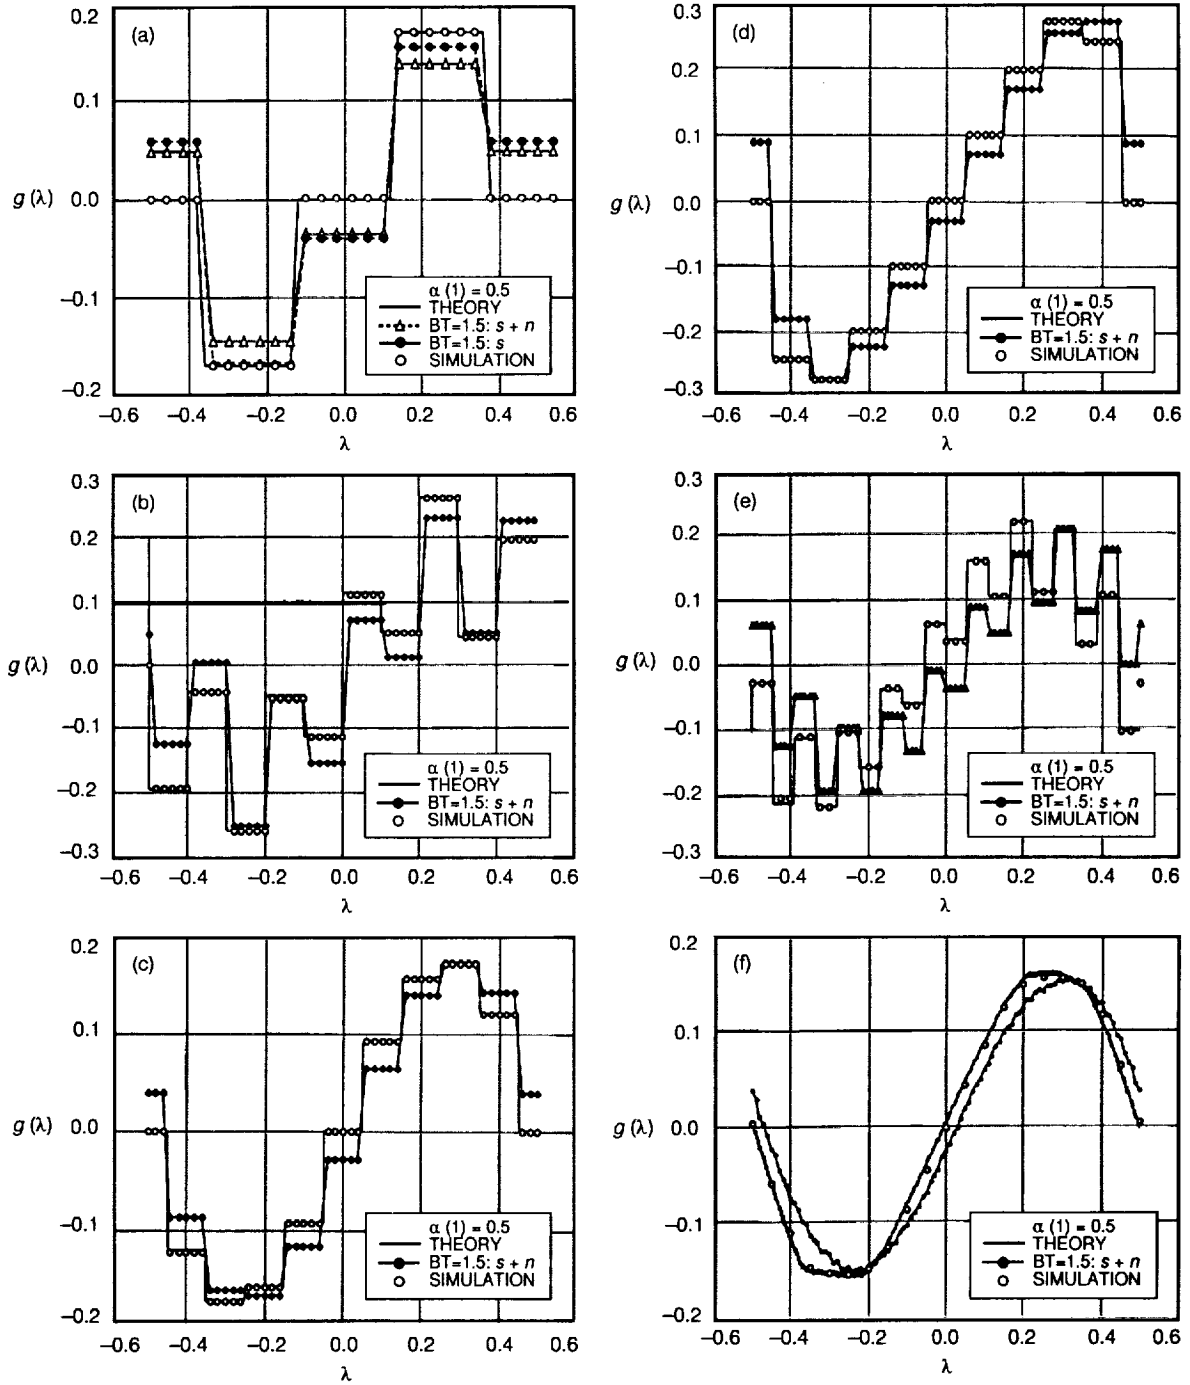 (a)
0.2
0.1
0.0
−0.1
−0.2
g (λ)
−0.6 −0.4 −0.2 0.0 0.2 0.4 0.6
λ
α (1) = 0.5
THEORY
BT=1.5: s + n
BT=1.5: s
SIMULATION
(d)
0.3
0.2
0.1
0.0
−0.1
−0.2
−0.3
g (λ)
−0.6 −0.4 −0.2 0.0 0.2 0.4 0.6
λ
α (1) = 0.5
THEORY
BT=1.5: s + n
SIMULATION
(b)
0.3
0.2
0.1
0.0
−0.1
−0.2
−0.3
g (λ)
−0.6 −0.4 −0.2 0.0 0.2 0.4 0.6
λ
α (1) = 0.5
THEORY
BT=1.5: s + n
SIMULATION
(e)
0.3
0.2
0.1
0.0
−0.1
−0.2
−0.3
g (λ)
−0.6 −0.4 −0.2 0.0 0.2 0.4 0.6
λ
α (1) = 0.5
THEORY
BT=1.5: s + n
SIMULATION
(c)
0.2
0.1
0.0
−0.1
−0.2
g (λ)
−0.6 −0.4 −0.2 0.0 0.2 0.4 0.6
λ
α (1) = 0.5
THEORY
BT=1.5: s + n
SIMULATION
(f)
0.2
0.1
0.0
−0.1
−0.2
g (λ)
−0.6 −0.4 −0.2 0.0 0.2 0.4 0.6
λ
α (1) = 0.5
THEORY
BT=1.5: s + n
SIMULATION